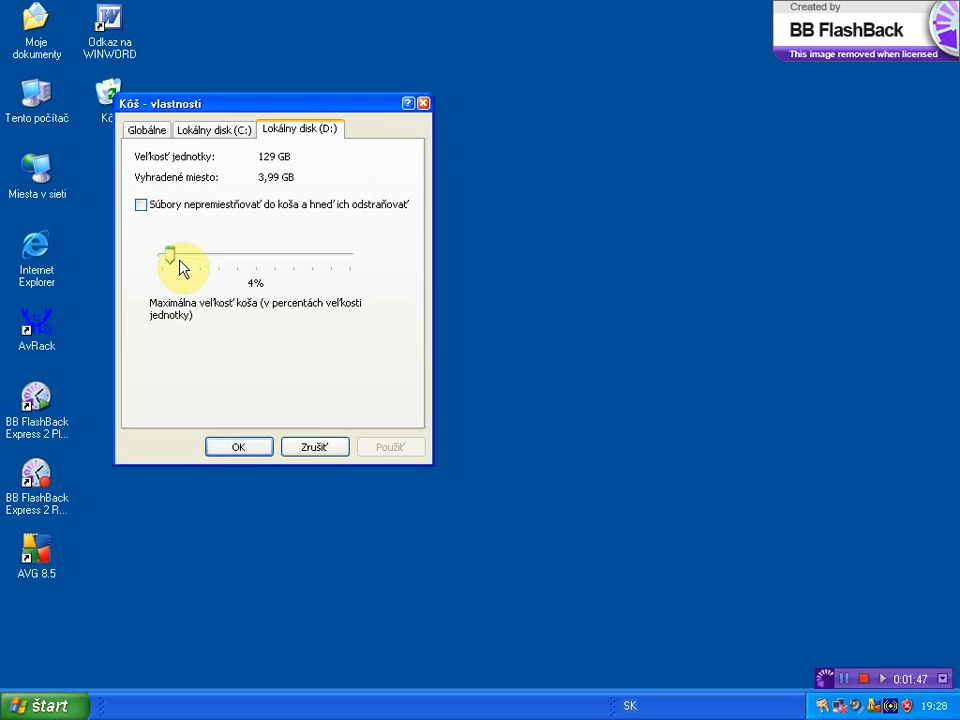 Created by
BB FlashBack
This image removed when licensed
Moje
dokumenty
Odkaz na
WINWORD
Tento počítač
Kô
Miesta v sieti
Internet
Explorer
AvRack
BB FlashBack
Express 2 Pl...
BB FlashBack
Express 2 R...
AVG 8.5
Kôš - vlastnosti
Globálne
Lokálny disk (C:)
Lokálny disk (D:)
Veľkosť jednotky: 129 GB
Vyhradené miesto: 3,99 GB
Súbory nepremiestňovať do koša a hneď ich odstraňovať
4%
Maximálna veľkosť koša (v percentách veľkosti
jednotky)
OK
Zrušiť
Použiť
0:01:47
štart
SK
19:28